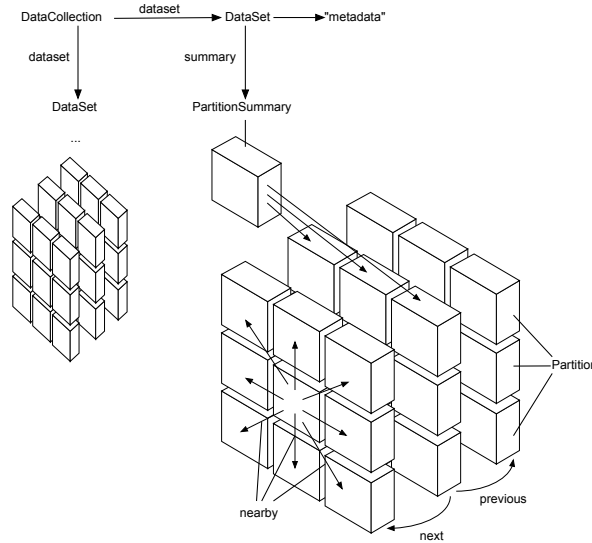 DataCollection
dataset
DataSet
"metadata"
dataset
summary
DataSet
PartitionSummary
...
Partition
nearby
previous
next